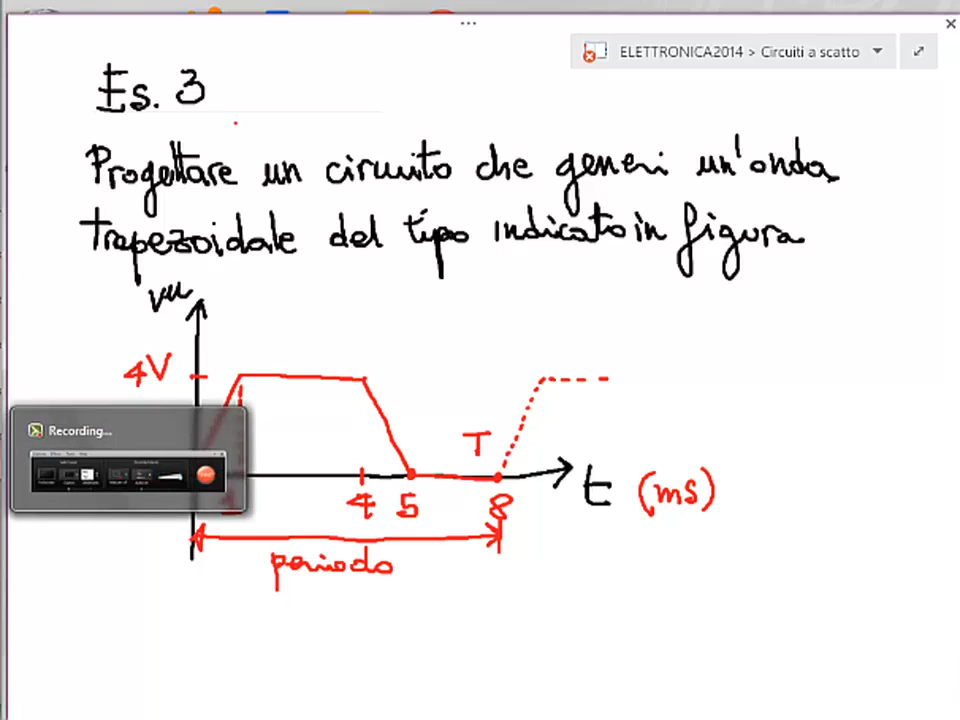 ELETTRONICA2014 > Circuiti a scatto
Es. 3
Progettare un circuito che generi un'onda
trapezoidale del tipo indicato in figura
vu
4V
Recording...
T
4 5 8 t (ms)
periodo